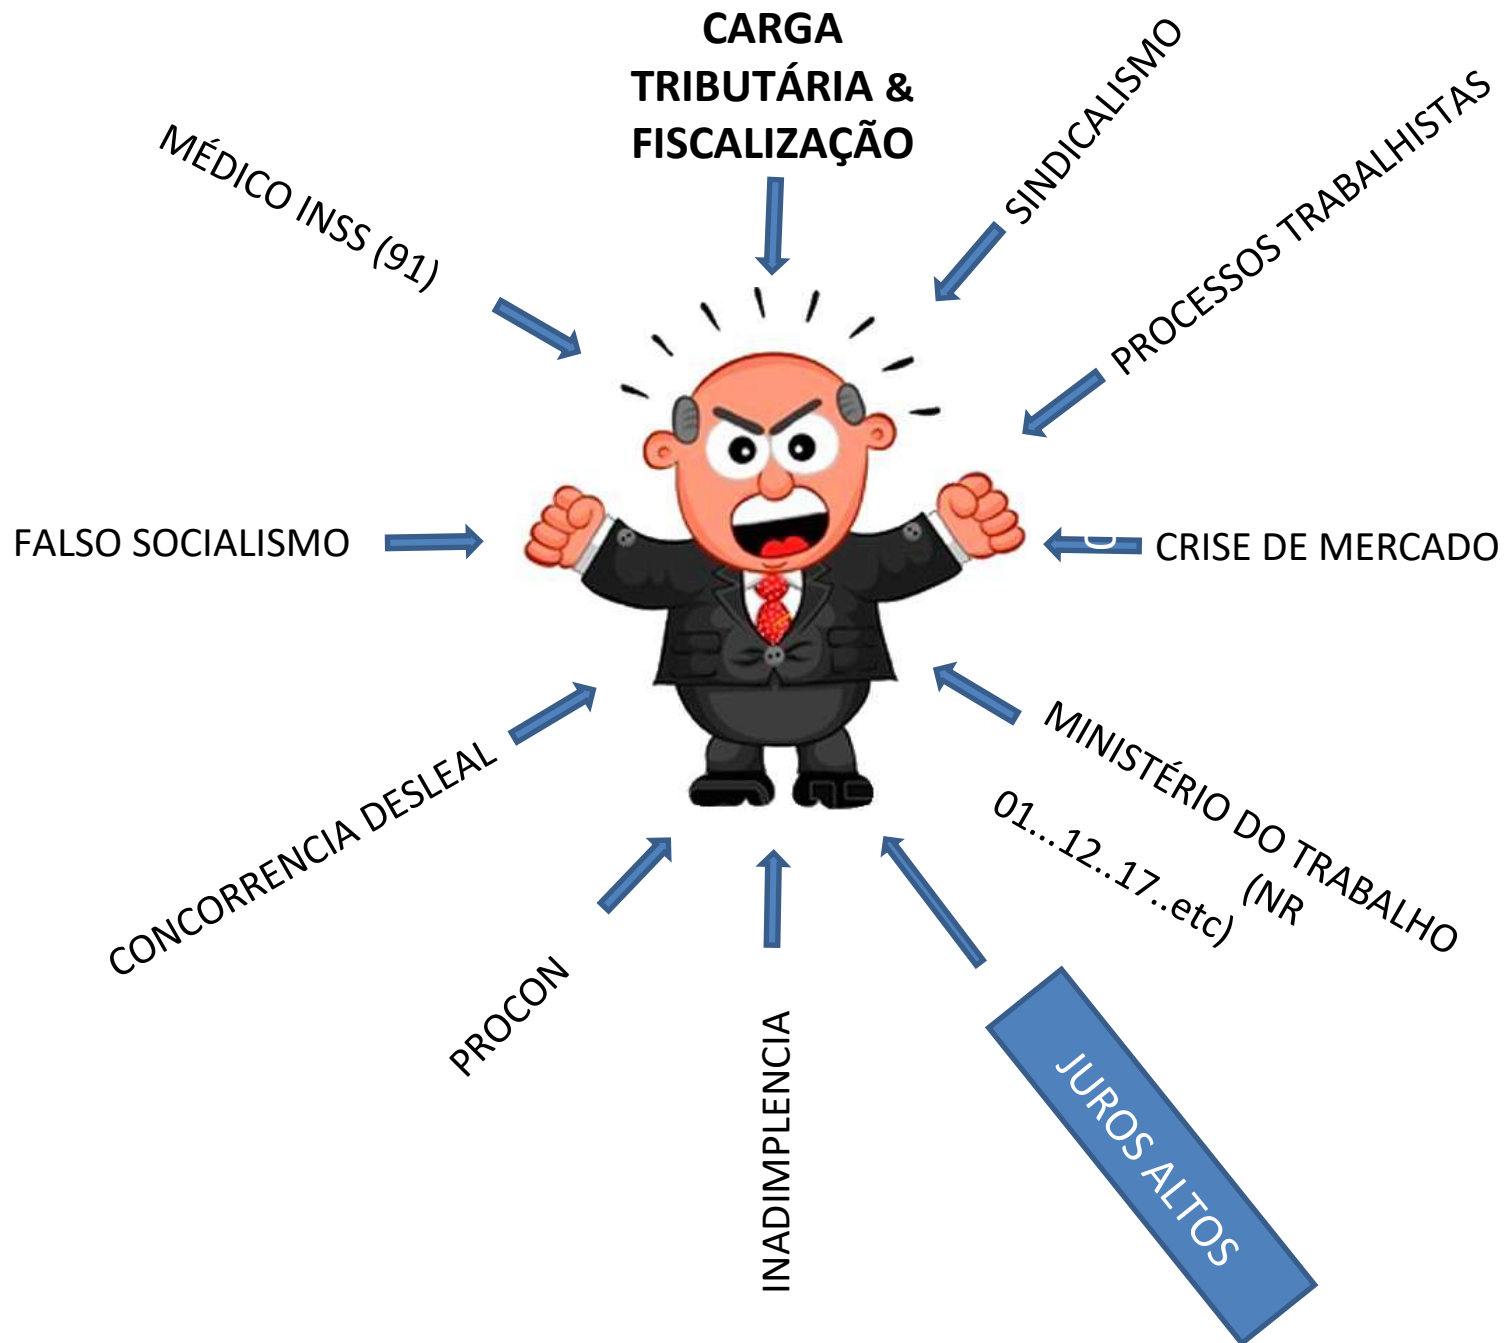 CARGA
TRIBUTÁRIA &
FISCALIZAÇÃO
SINDICALISMO
PROCESSOS TRABALHISTAS
MÉDICO INSS (91)
FALSO SOCIALISMO
U
CRISE DE MERCADO
CONCORRENCIA DESLEAL
MINISTÉRIO DO TRABALHO
(NR
01...12..17..etc)
PROCON
INADIMPLENCIA
JUROS ALTOS